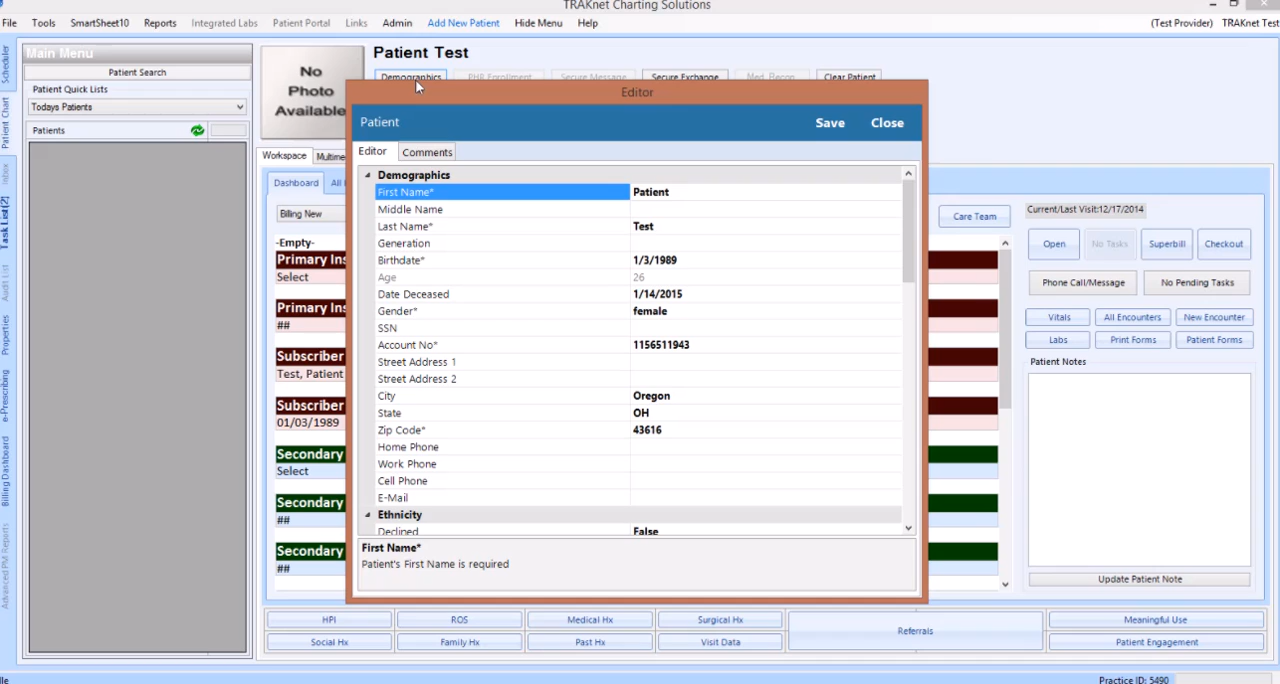 TRAKnet Charting Solutions
File Tools SmartSheet10 Reports Integrated Labs Patient Portal Links Admin Add New Patient Hide Menu Help (Test Provider) TRAKnet Test
Scheduler
Patient Chart
Inbox
Task List(2)
Audit List
Properties
e-Prescribing
Billing Dashboard
Advanced PM Reports
Main Menu
Patient Search
Patient Quick Lists
Todays Patients
Patients
No
Photo
Available
Patient Test
Demographics PHR Enrollment Secure Message Secure Exchange Med. Recon Clear Patient
Workspace Multime
Dashboard All
Billing New
-Empty-
Primary Ins
Select
Primary Ins
##
Subscriber
Test, Patient
Subscriber
01/03/1989
Secondary
Select
Secondary
##
Secondary
##
Editor
Patient Save Close
Editor Comments
Demographics
First Name* Patient
Middle Name
Last Name* Test
Generation
Birthdate* 1/3/1989
Age 26
Date Deceased 1/14/2015
Gender* female
SSN
Account No* 1156511943
Street Address 1
Street Address 2
City Oregon
State OH
Zip Code* 43616
Home Phone
Work Phone
Cell Phone
E-Mail
Ethnicity
Declined False
First Name*
Patient's First Name is required
Care Team
Current/Last Visit:12/17/2014
Open No Tasks Superbill Checkout
Phone Call/Message No Pending Tasks
Vitals All Encounters New Encounter
Labs Print Forms Patient Forms
Patient Notes
Update Patient Note
HPI ROS Medical Hx Surgical Hx Referrals Meaningful Use
Social Hx Family Hx Past Hx Visit Data Patient Engagement
dle
Practice ID: 5490